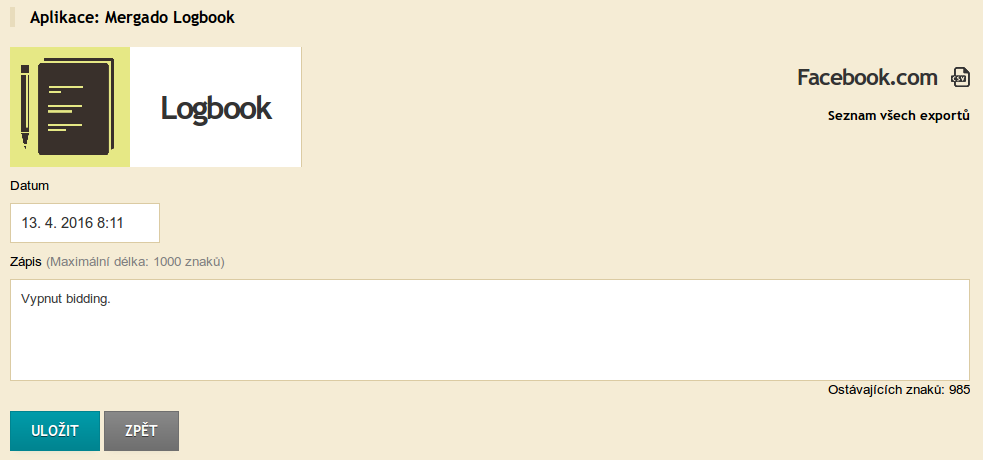 Aplikace: Mergado Logbook
Logbook
Facebook.com
CSV
Seznam všech exportů
Datum
13. 4. 2016 8:11
Zápis (Maximální délka: 1000 znaků)
Vypnut bidding.
Ostávajících znaků: 985
ULOŽIT
ZPĚT